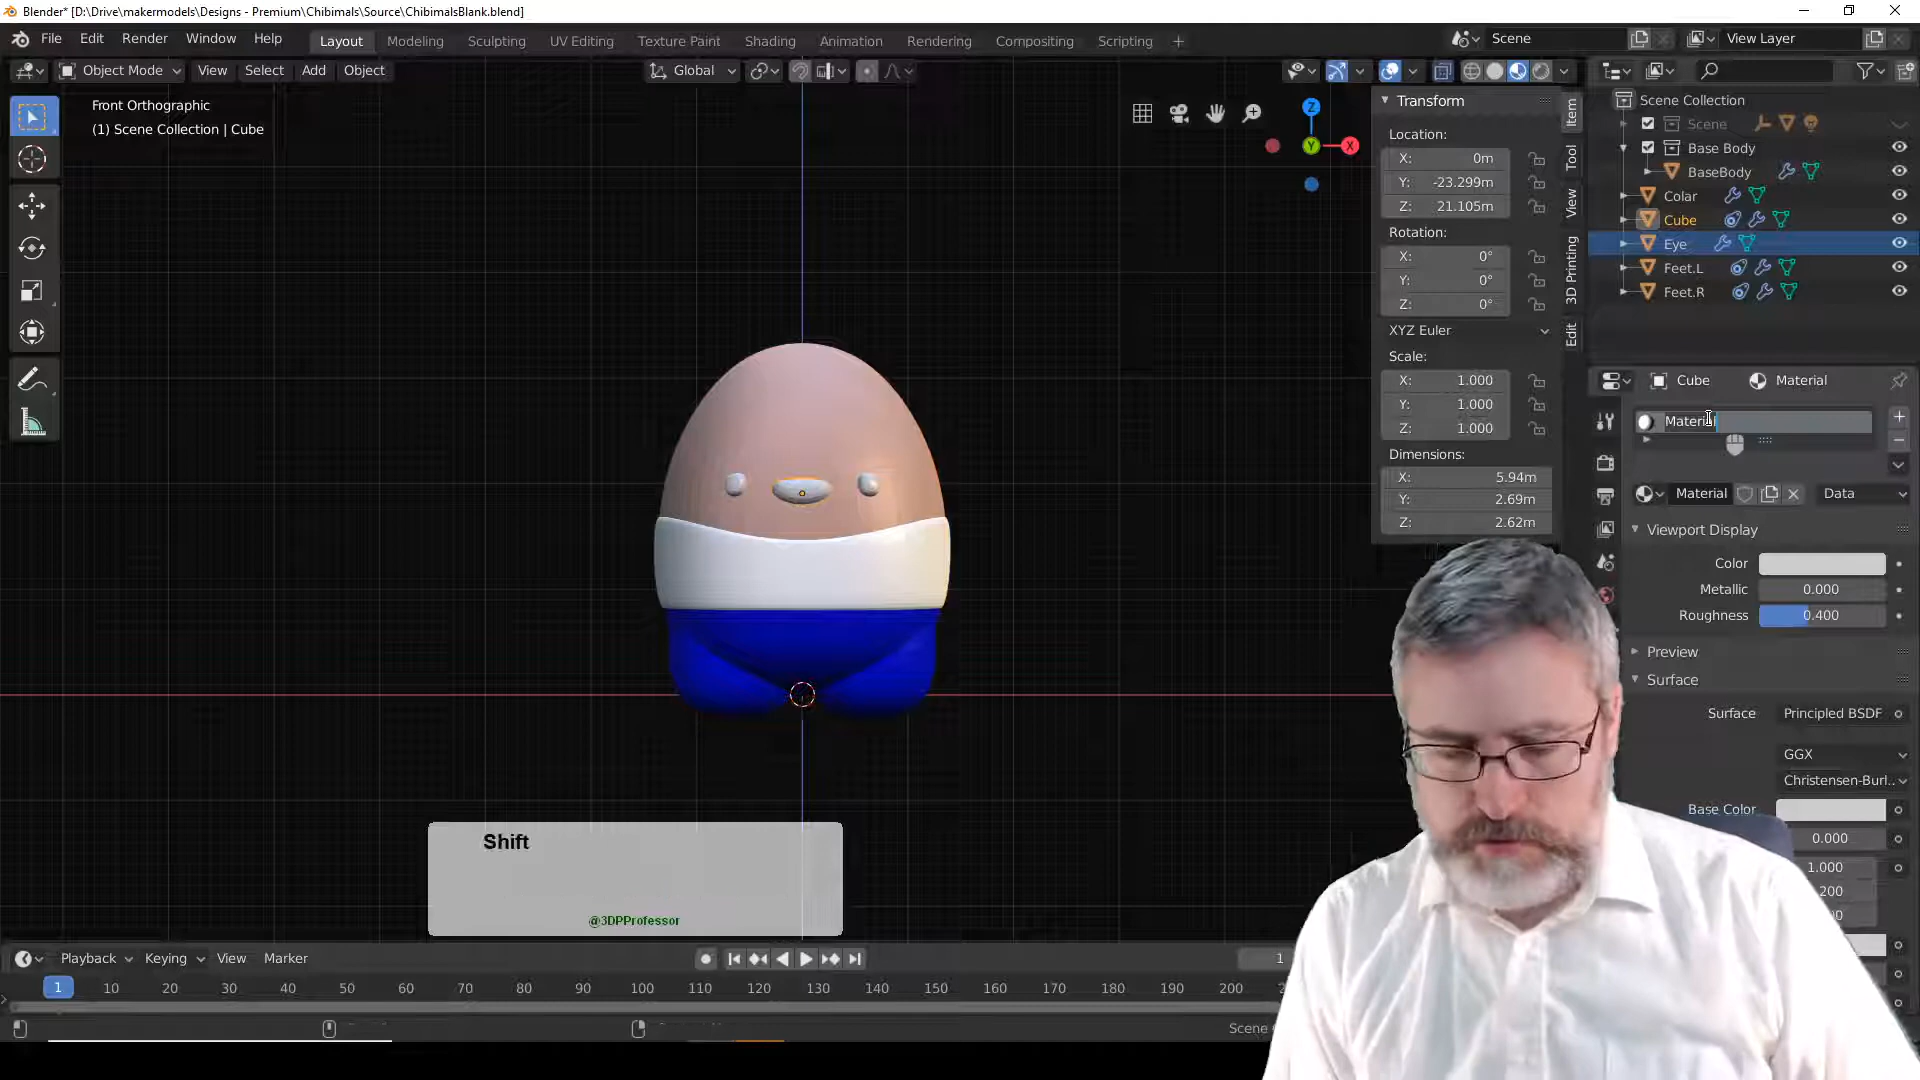 Blender* [D:\Drive\makermodels\Designs - Premium\Chibimals\Source\ChibimalsBlank.blend]
File Edit Render Window Help
Layout Modeling Sculpting UV Editing Texture Paint Shading Animation Rendering Compositing Scripting +
Scene View Layer
Object Mode View Select Add Object Global
Front Orthographic
(1) Scene Collection | Cube
Z
Y
X
Transform
Location:
X: 0m
Y: -23.299m
Z: 21.105m
Rotation:
X: 0°
Y: 0°
Z: 0°
XYZ Euler
Scale:
X: 1.000
Y: 1.000
Z: 1.000
Dimensions:
X: 5.94m
Y: 2.69m
Z: 2.62m
Item
Tool
View
3D Printing
Edit
Scene Collection
Scene
Base Body
BaseBody
Colar
Cube
Eye
Feet.L
Feet.R
Cube Material
Material
Material Data
Viewport Display
Color
Metallic 0.000
Roughness 0.400
Preview
Surface
Surface Principled BSDF
GGX
Christensen-Burl..
Base Color
0.000
1.000
200
Shift
@3DPProfessor
Playback Keying View Marker
1
1 10 20 30 40 50 60 70 80 90 100 110 120 130 140 150 160 170 180 190 200
Scene